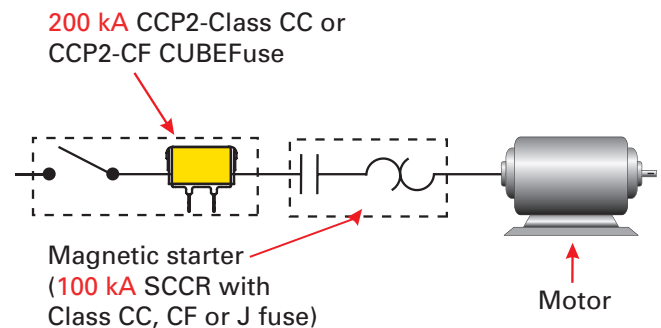 200 kA CCP2-Class CC or
CCP2-CF CUBEFuse
Magnetic starter
(100 kA SCCR with
Class CC, CF or J fuse)
Motor